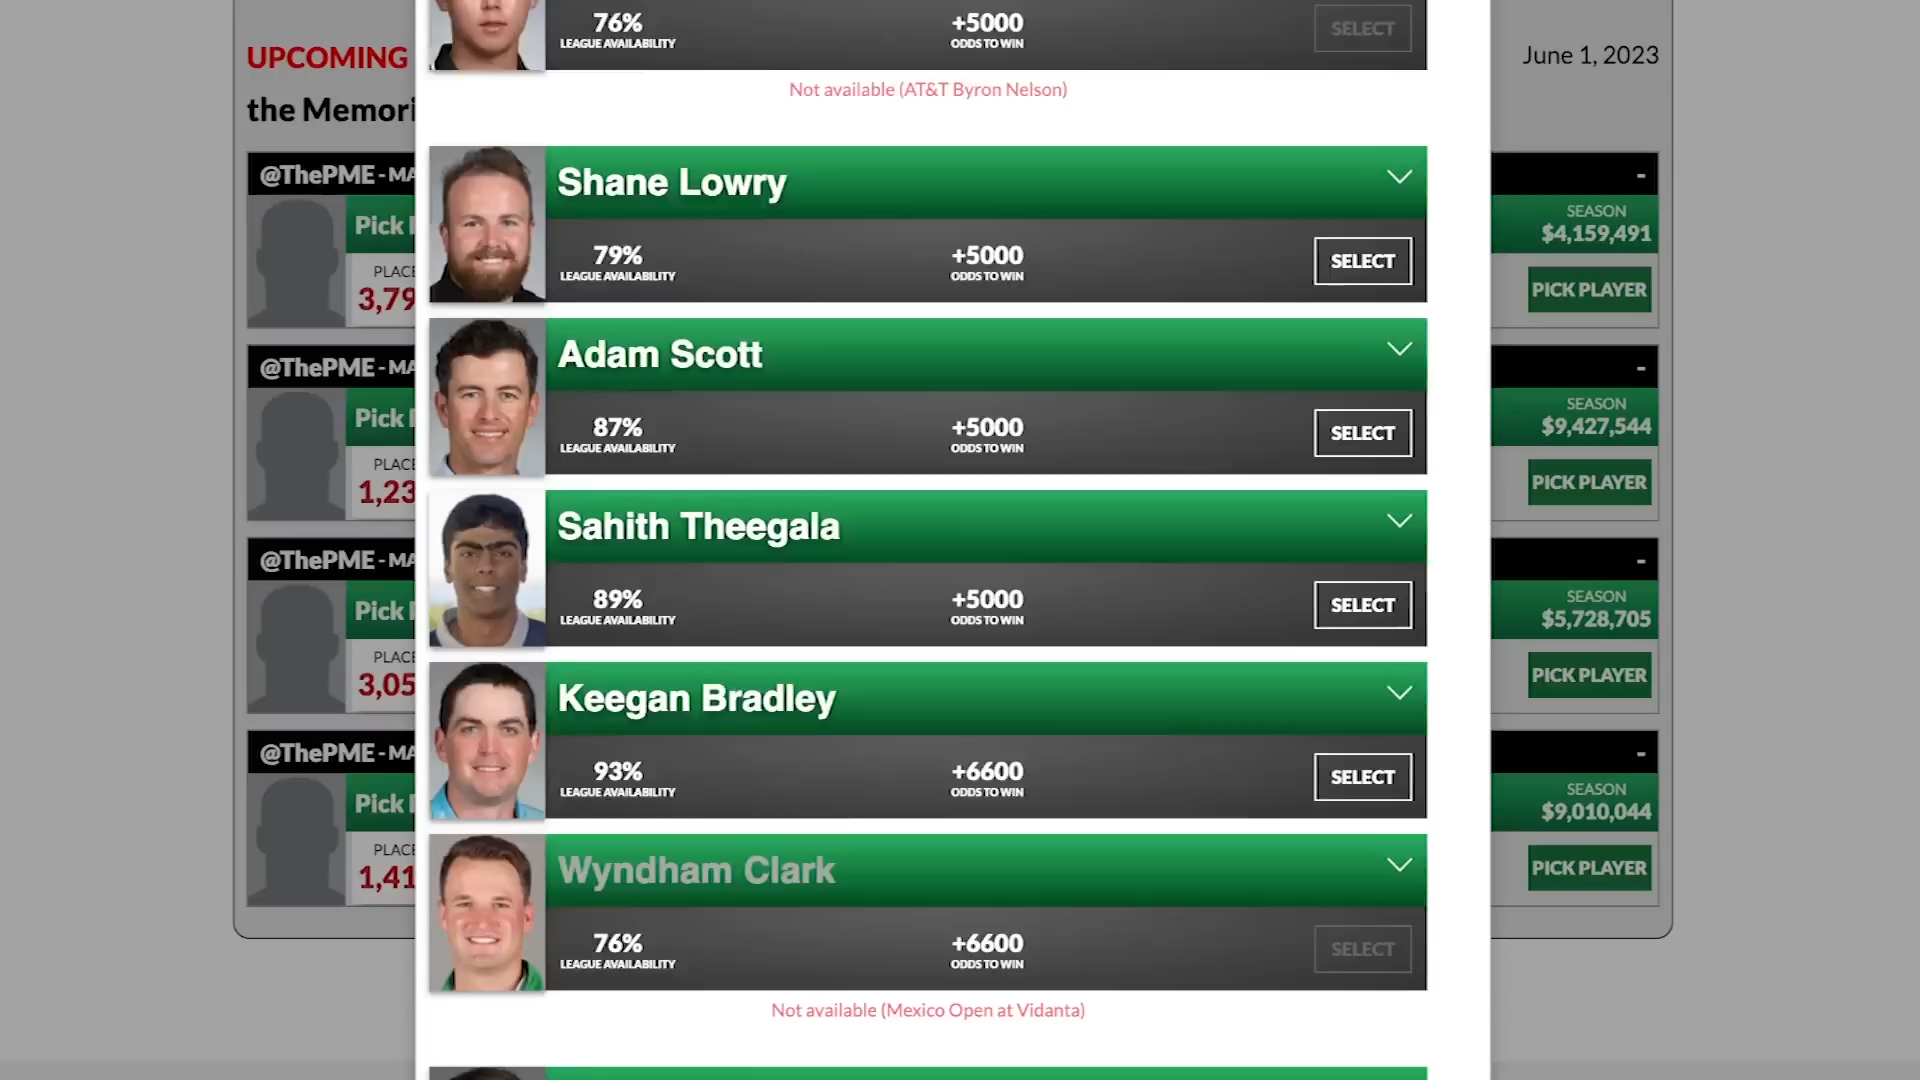 76%
LEAGUE AVAILABILITY
+5000
ODDS TO WIN
SELECT
Not available (AT&T Byron Nelson)
UPCOMING
June 1, 2023
the Memori
@ThePME - MA
-
Pick
SEASON
$4,159,491
PLACE
3,79
PICK PLAYER
@ThePME - MA
-
Pick
SEASON
$9,427,544
PLACE
1,23
PICK PLAYER
@ThePME - MA
-
Pick
SEASON
$5,728,705
PLACE
3,05
PICK PLAYER
@ThePME - MA
-
Pick
SEASON
$9,010,044
PLACE
1,41
PICK PLAYER
Shane Lowry
79%
LEAGUE AVAILABILITY
+5000
ODDS TO WIN
SELECT
Adam Scott
87%
LEAGUE AVAILABILITY
+5000
ODDS TO WIN
SELECT
Sahith Theegala
89%
LEAGUE AVAILABILITY
+5000
ODDS TO WIN
SELECT
Keegan Bradley
93%
LEAGUE AVAILABILITY
+6600
ODDS TO WIN
SELECT
Wyndham Clark
76%
LEAGUE AVAILABILITY
+6600
ODDS TO WIN
SELECT
Not available (Mexico Open at Vidanta)